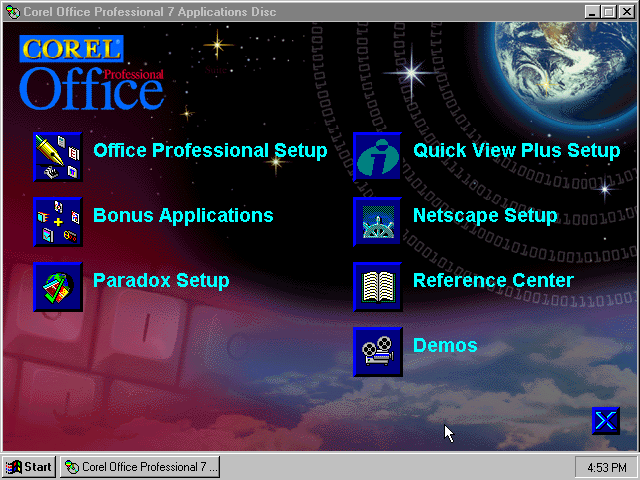 Corel Office Professional 7 Applications Disc
COREL
Professional
Office
Office Professional Setup
Quick View Plus Setup
Bonus Applications
Netscape Setup
Paradox Setup
Reference Center
Demos
Start
Corel Office Professional 7 ...
4:53 PM